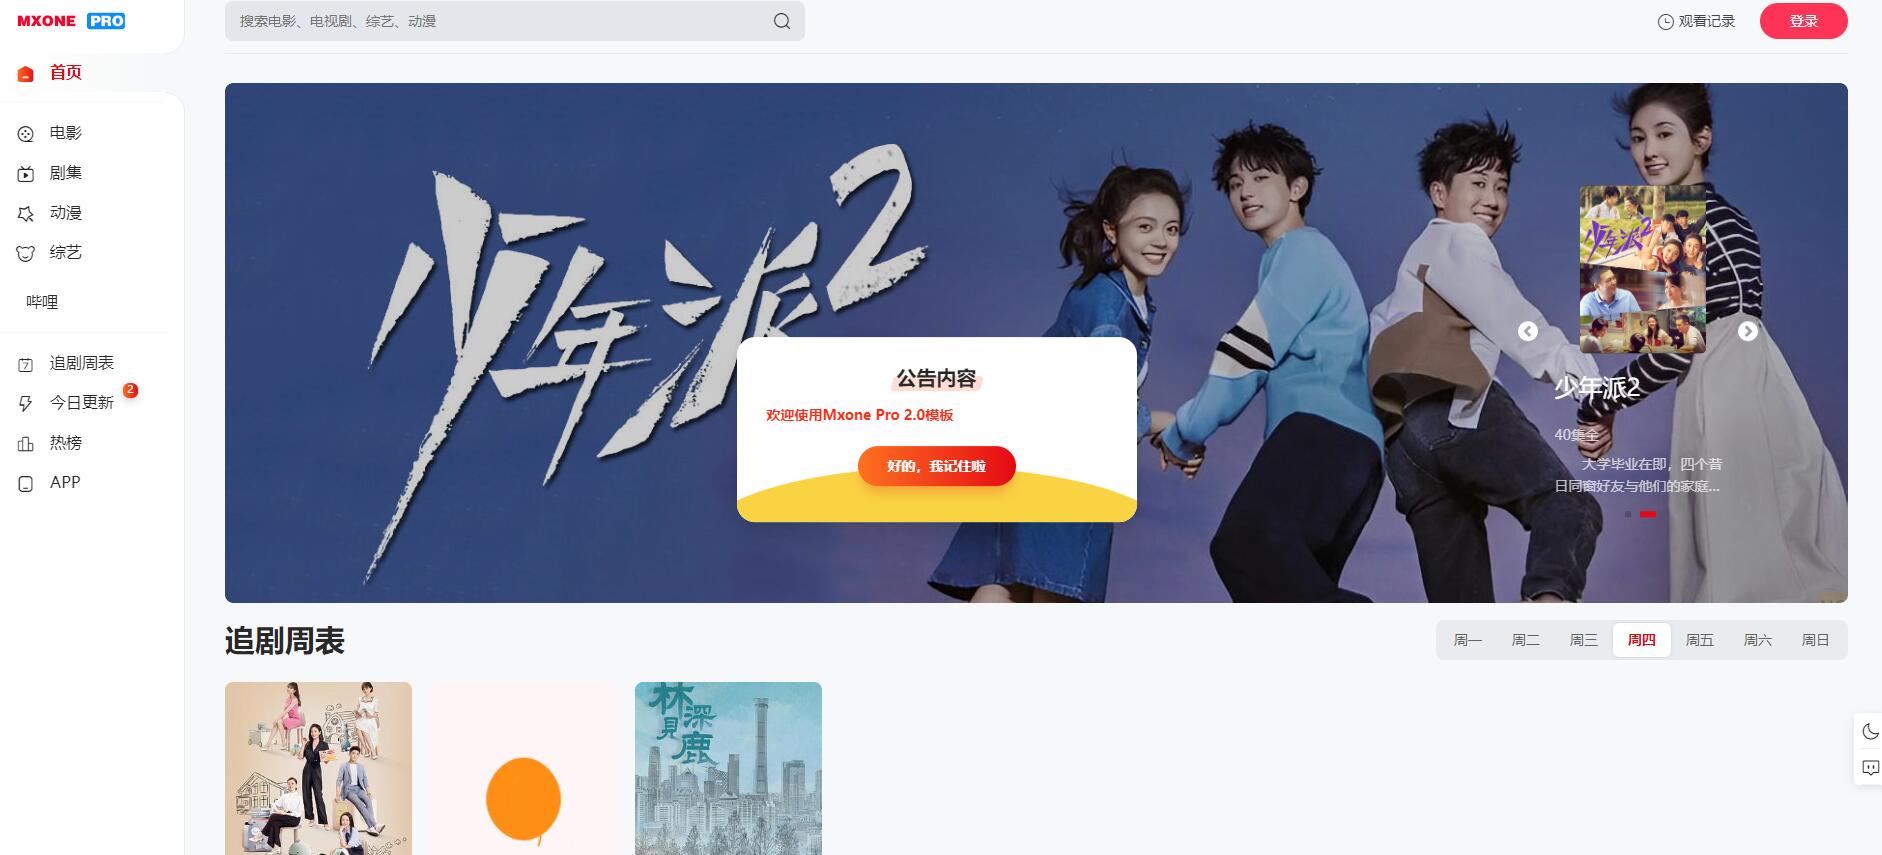 MXONE PRO
搜索电影、电视剧、综艺、动漫
观看记录
登录
首页
电影
剧集
动漫
综艺
哔哩
追剧周表
今日更新
2
热榜
APP
少年派2
公告内容
欢迎使用Mxone Pro 2.0模板
好的，我记住啦
少年派2
少年派2
40集全
大学毕业在即，四个昔
日同窗好友与他们的家庭...
追剧周表
周一 周二 周三 周四 周五 周六 周日
林深見鹿